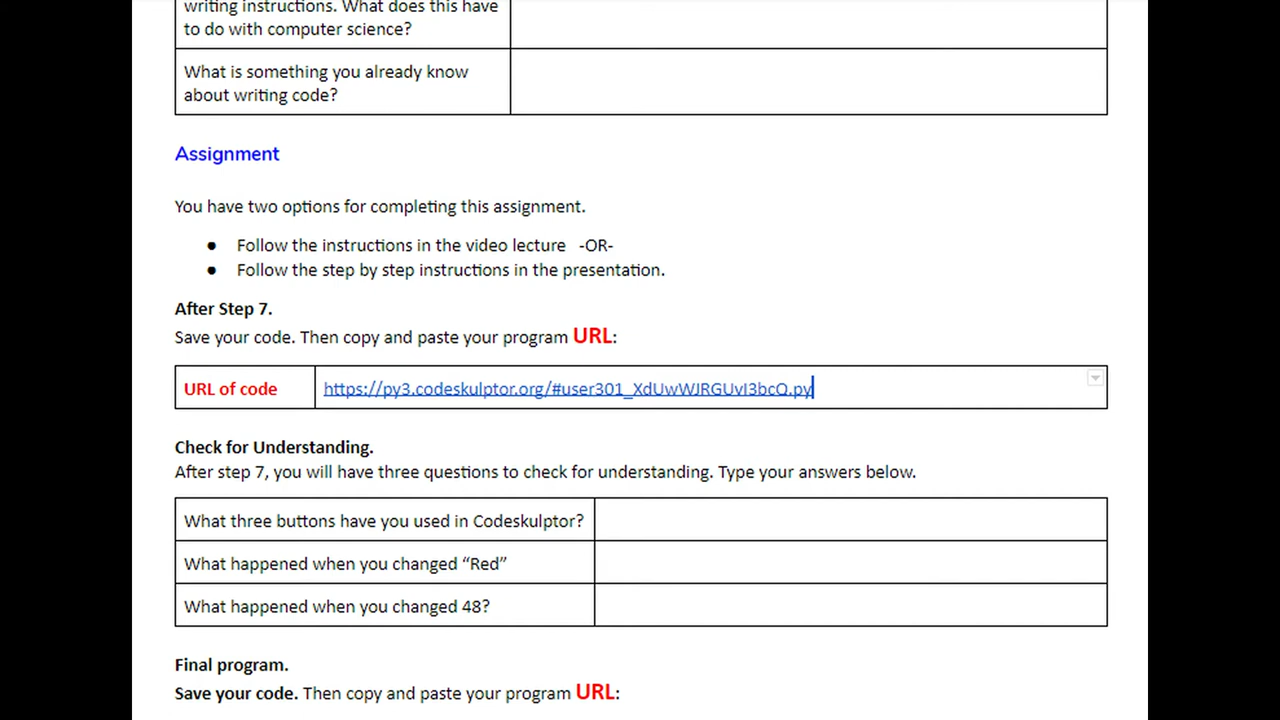 writing instructions. What does this have
to do with computer science?
What is something you already know
about writing code?
Assignment
You have two options for completing this assignment.
● Follow the instructions in the video lecture -OR-
● Follow the step by step instructions in the presentation.
After Step 7.
Save your code. Then copy and paste your program URL:
URL of code https://py3.codeskulptor.org/#user301_XdUwWJRGUvI3bcQ.py
Check for Understanding.
After step 7, you will have three questions to check for understanding. Type your answers below.
What three buttons have you used in Codeskulptor?
What happened when you changed “Red”
What happened when you changed 48?
Final program.
Save your code. Then copy and paste your program URL: